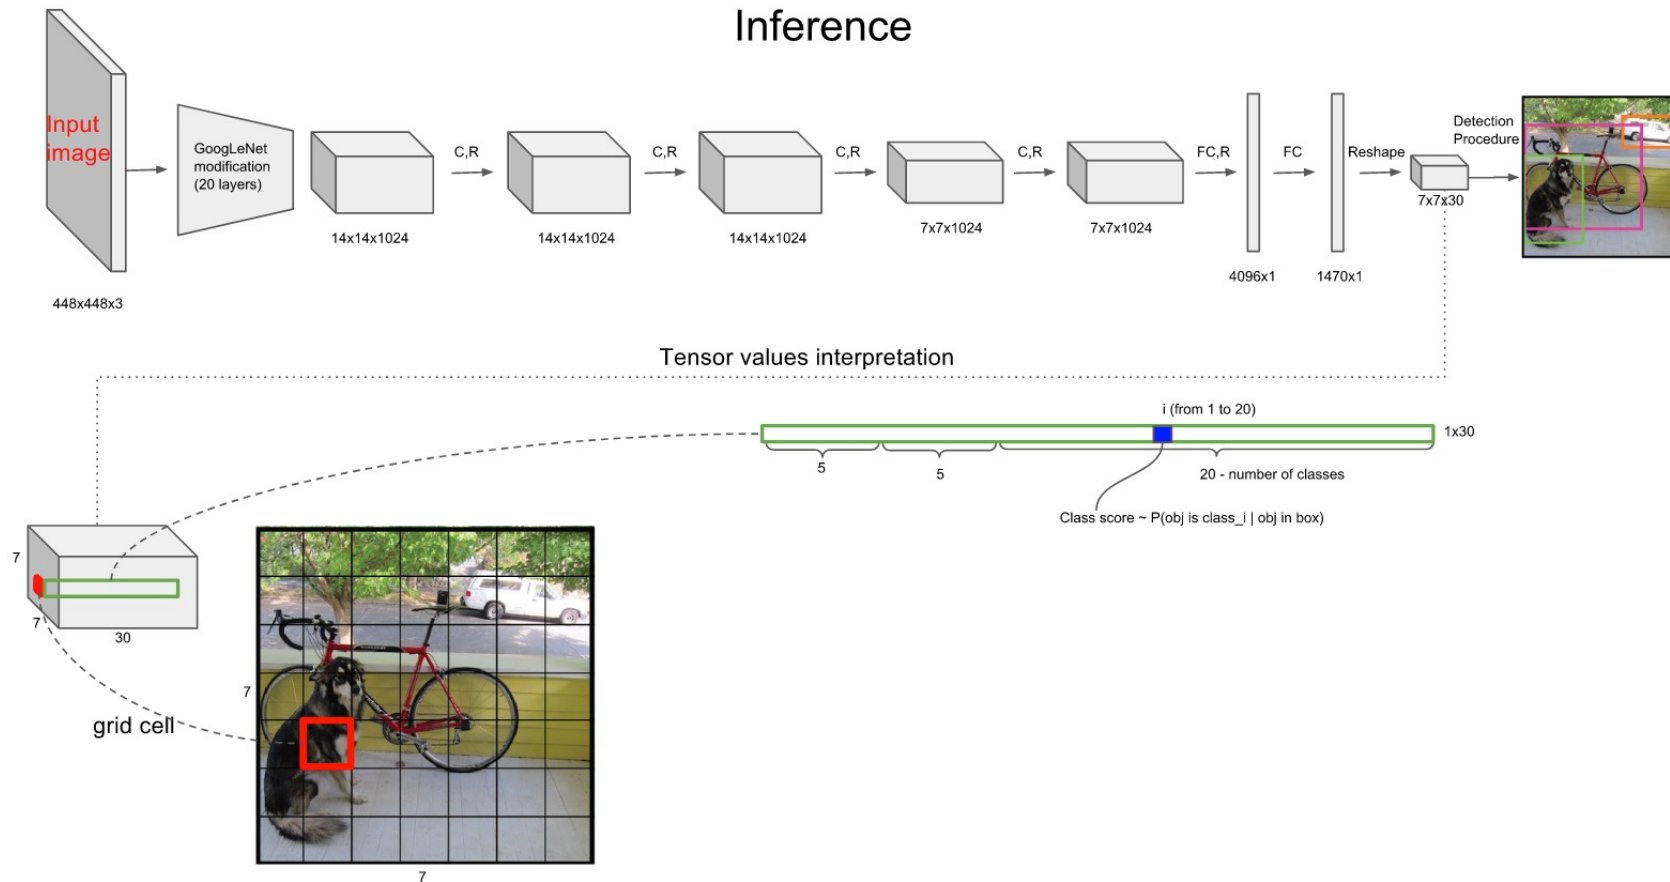 Inference
Input
image
448x448x3
GoogLeNet
modification
(20 layers)
14x14x1024
C,R
14x14x1024
C,R
14x14x1024
C,R
7x7x1024
C,R
7x7x1024
FC,R
4096x1
FC
1470x1
Reshape
7x7x30
Detection
Procedure
Tensor values interpretation
i (from 1 to 20)
1x30
5
5
20 - number of classes
Class score ~ P(obj is class_i | obj in box)
7
7
30
grid cell
7
7